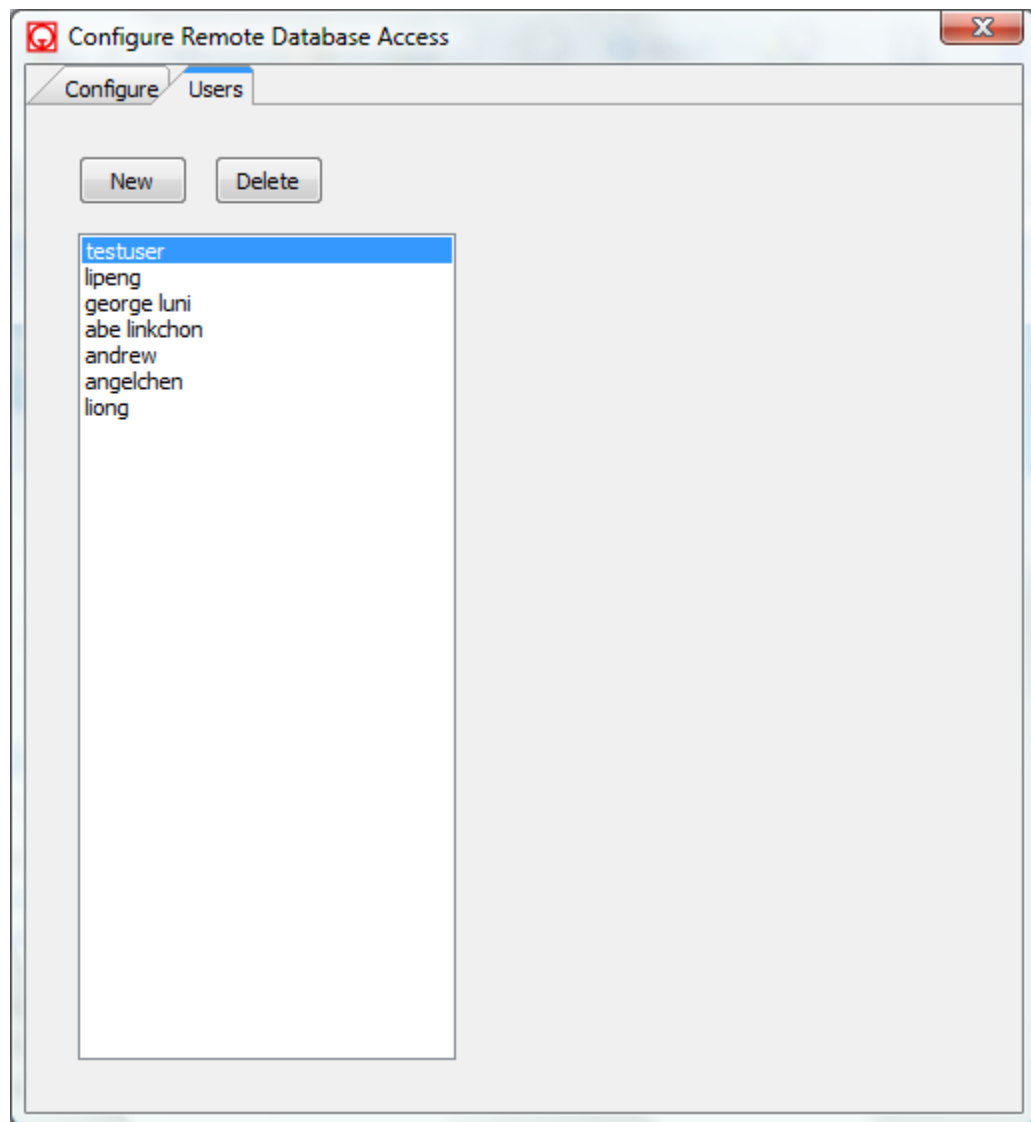 Configure Remote Database Access
Configure Users
New Delete
testuser
lipeng
george luni
abe linkchon
andrew
angelchen
liong